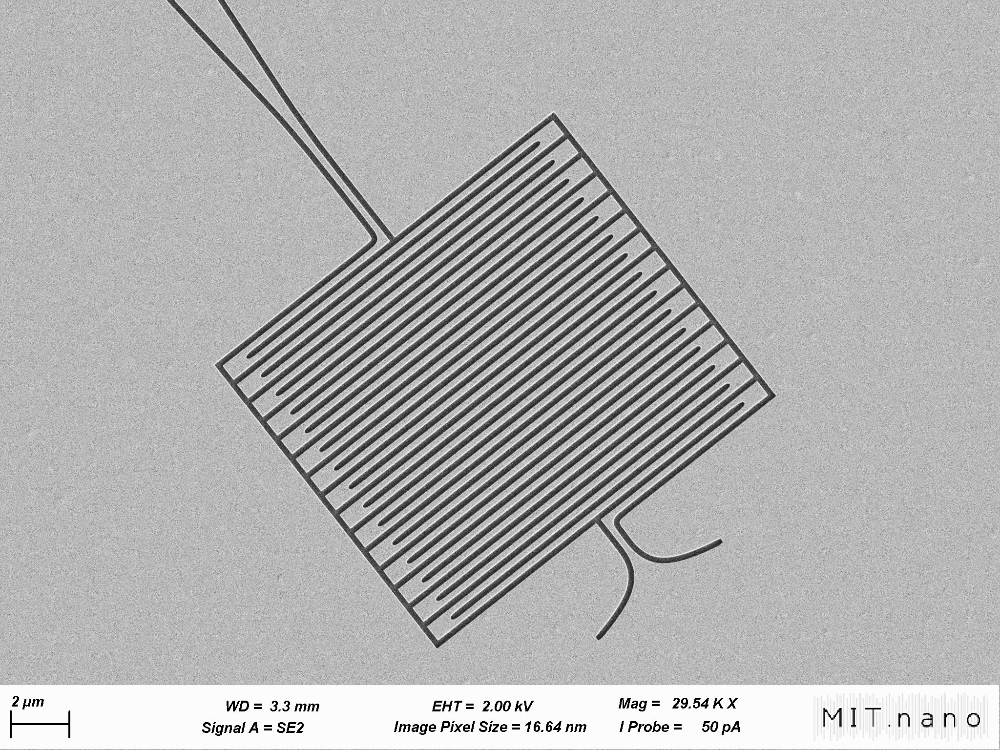 2 µm
WD = 3.3 mm
EHT = 2.00 kV
Mag = 29.54 K X
Signal A = SE2
Image Pixel Size = 16.64 nm
I Probe = 50 pA
MIT.nano